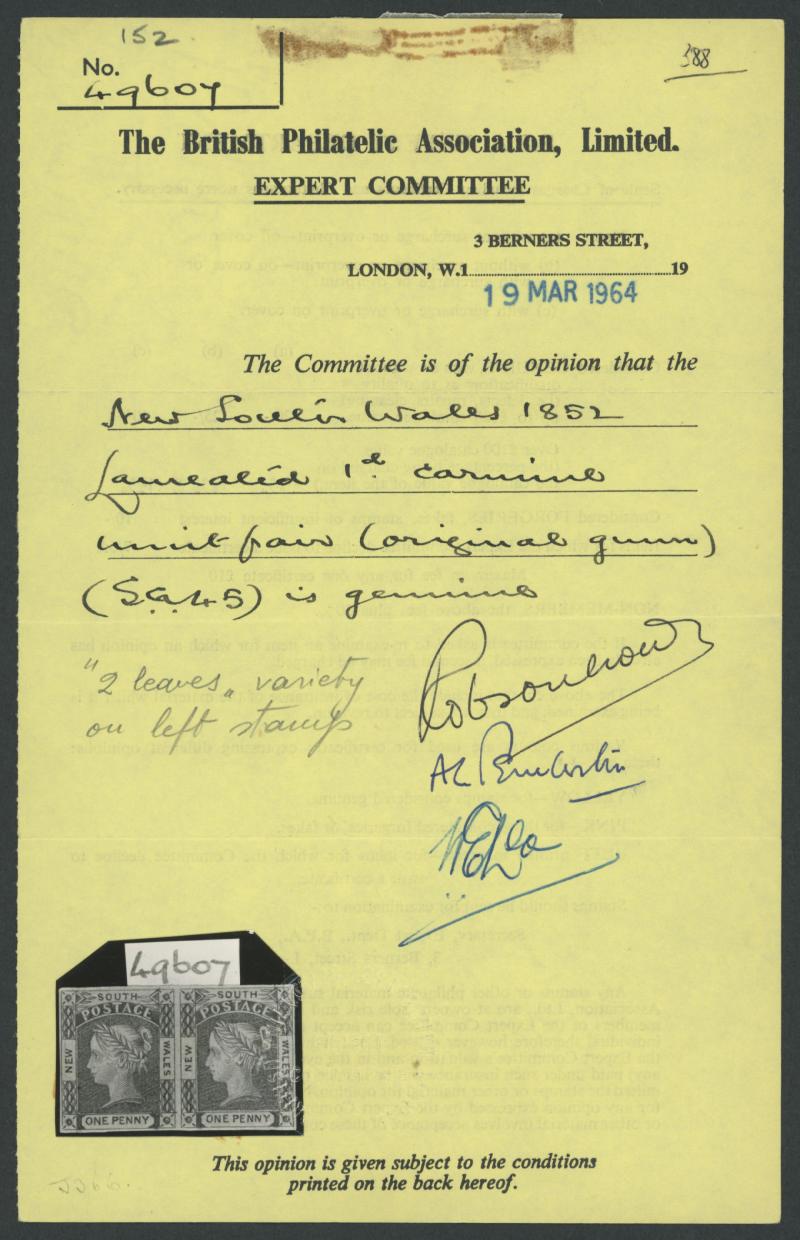 152
No.
49607
388
The British Philatelic Association, Limited.
EXPERT COMMITTEE
3 BERNERS STREET,
LONDON, W.1 19
19 MAR 1964
The Committee is of the opinion that the
New South Wales 1852
Laureated 1d carmine
mint pair (original gum)
(S.G.45) is genuine
"2 leaves" variety
on left stamp
49607
SOUTH SOUTH
POSTAGE POSTAGE
NEW WALES NEW WALES
ONE PENNY ONE PENNY
This opinion is given subject to the conditions
printed on the back hereof.